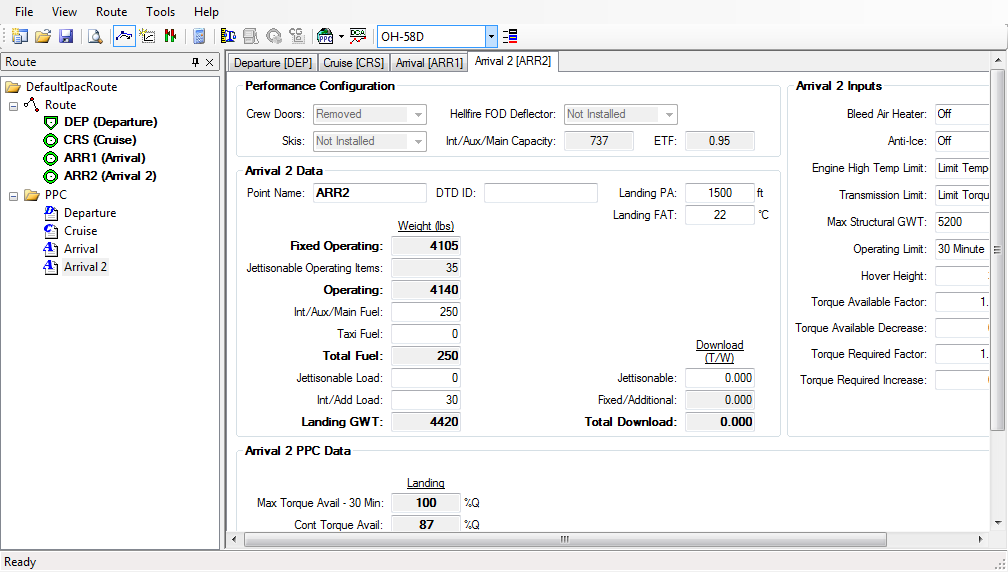 File View Route Tools Help
OH-58D
Route
Departure [DEP] Cruise [CRS] Arrival [ARR1] Arrival 2 [ARR2]
DefaultIpacRoute
Route
DEP (Departure)
CRS (Cruise)
ARR1 (Arrival)
ARR2 (Arrival 2)
PPC
Departure
Cruise
Arrival
Arrival 2
Performance Configuration
Crew Doors: Removed Hellfire FOD Deflector: Not Installed
Skis: Not Installed Int/Aux/Main Capacity: 737 ETF: 0.95
Arrival 2 Data
Point Name: ARR2 DTD ID: Landing PA: 1500 ft
Landing FAT: 22 °C
Weight (lbs)
Fixed Operating: 4105
Jettisonable Operating Items: 35
Operating: 4140
Int/Aux/Main Fuel: 250
Taxi Fuel: 0
Total Fuel: 250
Download
(T/W)
Jettisonable Load: 0 Jettisonable: 0.000
Int/Add Load: 30 Fixed/Additional: 0.000
Landing GWT: 4420 Total Download: 0.000
Arrival 2 PPC Data
Landing
Max Torque Avail - 30 Min: 100 %Q
Cont Torque Avail: 87 %Q
Arrival 2 Inputs
Bleed Air Heater: Off
Anti-Ice: Off
Engine High Temp Limit: Limit Temp
Transmission Limit: Limit Torqu
Max Structural GWT: 5200
Operating Limit: 30 Minute
Hover Height:
Torque Available Factor: 1.
Torque Available Decrease:
Torque Required Factor: 1.
Torque Required Increase:
Ready